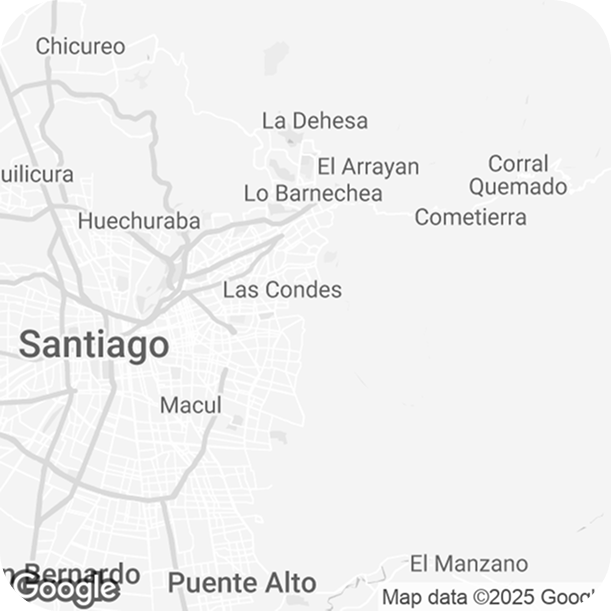 Chicureo
La Dehesa
El Arrayan
Corral
Quemado
uilicura
Lo Barnechea
Huechuraba
Cometierra
Las Condes
Santiago
Macul
El Manzano
n Bernardo
Puente Alto
Google
Map data ©2025 Goog